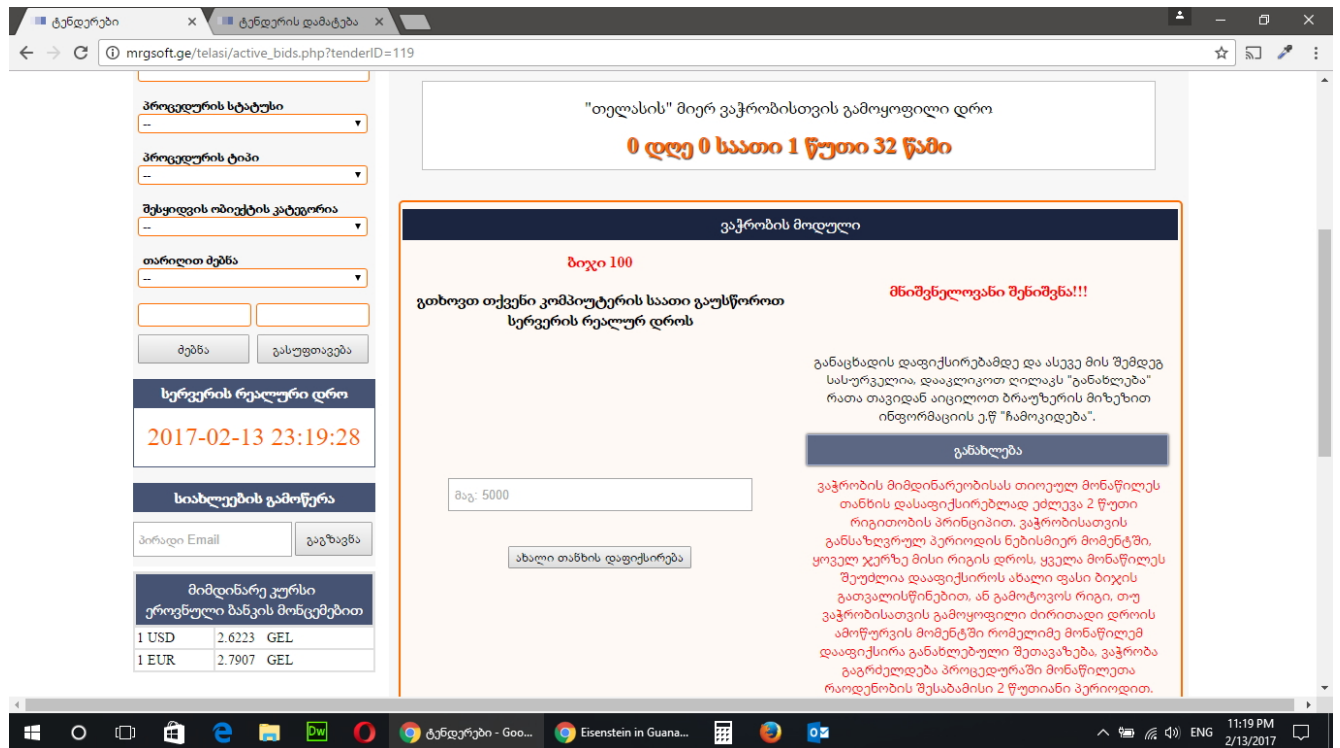 ტენდერები
ტენდერის დამატება
mrgsoft.ge/telasi/active_bids.php?tenderID=119
პროცედურის სტატუსი
--
პროცედურის ტიპი
--
შესყიდვის ობიექტის კატეგორია
--
თარიღით ძებნა
--
ძებნა
გასუფთავება
სერვერის რეალური დრო
2017-02-13 23:19:28
სიახლეების გამოწერა
პირადი Email
გაგზავნა
მიმდინარე კურსი
ეროვნული ბანკის მონცემებით
1 USD 2.6223 GEL
1 EUR 2.7907 GEL
"თელასის" მიერ ვაჭრობისთვის გამოყოფილი დრო
0 დღე 0 საათი 1 წუთი 32 წამი
ვაჭრობის მოდული
ბიჯი 100
გთხოვთ თქვენი კომპიუტერის საათი გაუსწოროთ
სერვერის რეალურ დროს
მაგ: 5000
ახალი თანხის დაფიქსირება
მნიშვნელოვანი შენიშვნა!!!
განაცხადის დაფიქსირებამდე და ასევე მის შემდეგ
სასურველია, დააკლიკოთ ღილაკს "განახლება"
რათა თავიდან აიცილოთ ბრაუზერის მიზეზით
ინფორმაციის ე.წ "ჩამოკიდება".
განახლება
ვაჭრობის მიმდინარეობისას თითეულ მონაწილეს
თანხის დასაფიქსირებლად ეძლევა 2 წუთი
რიგითობის პრინციპით. ვაჭრობისათვის
განსაზღვრულ პერიოდის ნებისმიერ მომენტში,
ყოველ ჯერზე მისი რიგის დროს, ყველა მონაწილეს
შეუძლია დააფიქსიროს ახალი ფასი ბიჯის
გათვალისწინებით, ან გამოტოვოს რიგი, თუ
ვაჭრობისათვის გამოყოფილი ძირითადი დროის
ამოწურვის მომენტში რომელიმე მონაწილემ
დააფიქსირა განახლებული შეთავაზება, ვაჭრობა
გაგრძელდება პროცედურაში მონაწილეთა
რაოდენობის შესაბამისი 2 წუთიანი პერიოდით.
Dw
ტენდერები - Goo...
Eisenstein in Guana...
ENG
11:19 PM
2/13/2017